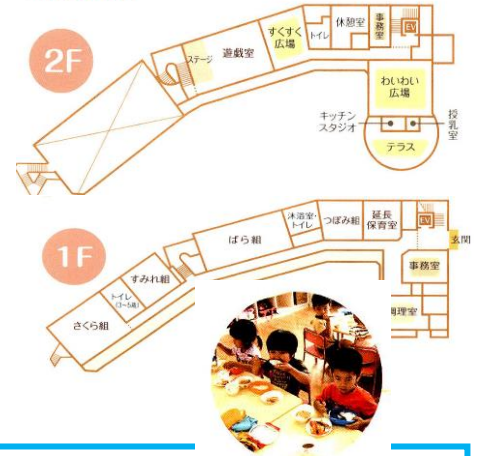 2F
ステージ
遊戯室
すくすく
広場
トイレ
休憩室
事務室
EV
わいわい
広場
キッチン
スタジオ
授乳室
テラス
1F
さくら組
トイレ
(3~5歳)
すみれ組
ばら組
沐浴室・
トイレ
つぼみ組
延長
保育室
EV
玄関
事務室
調理室